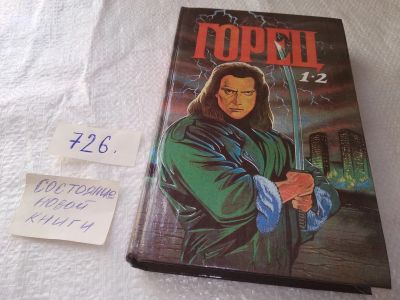 ГОРЕЦ
1·2
726.
СОСТОЯНИЕ
НОВОЙ
КНИГИ